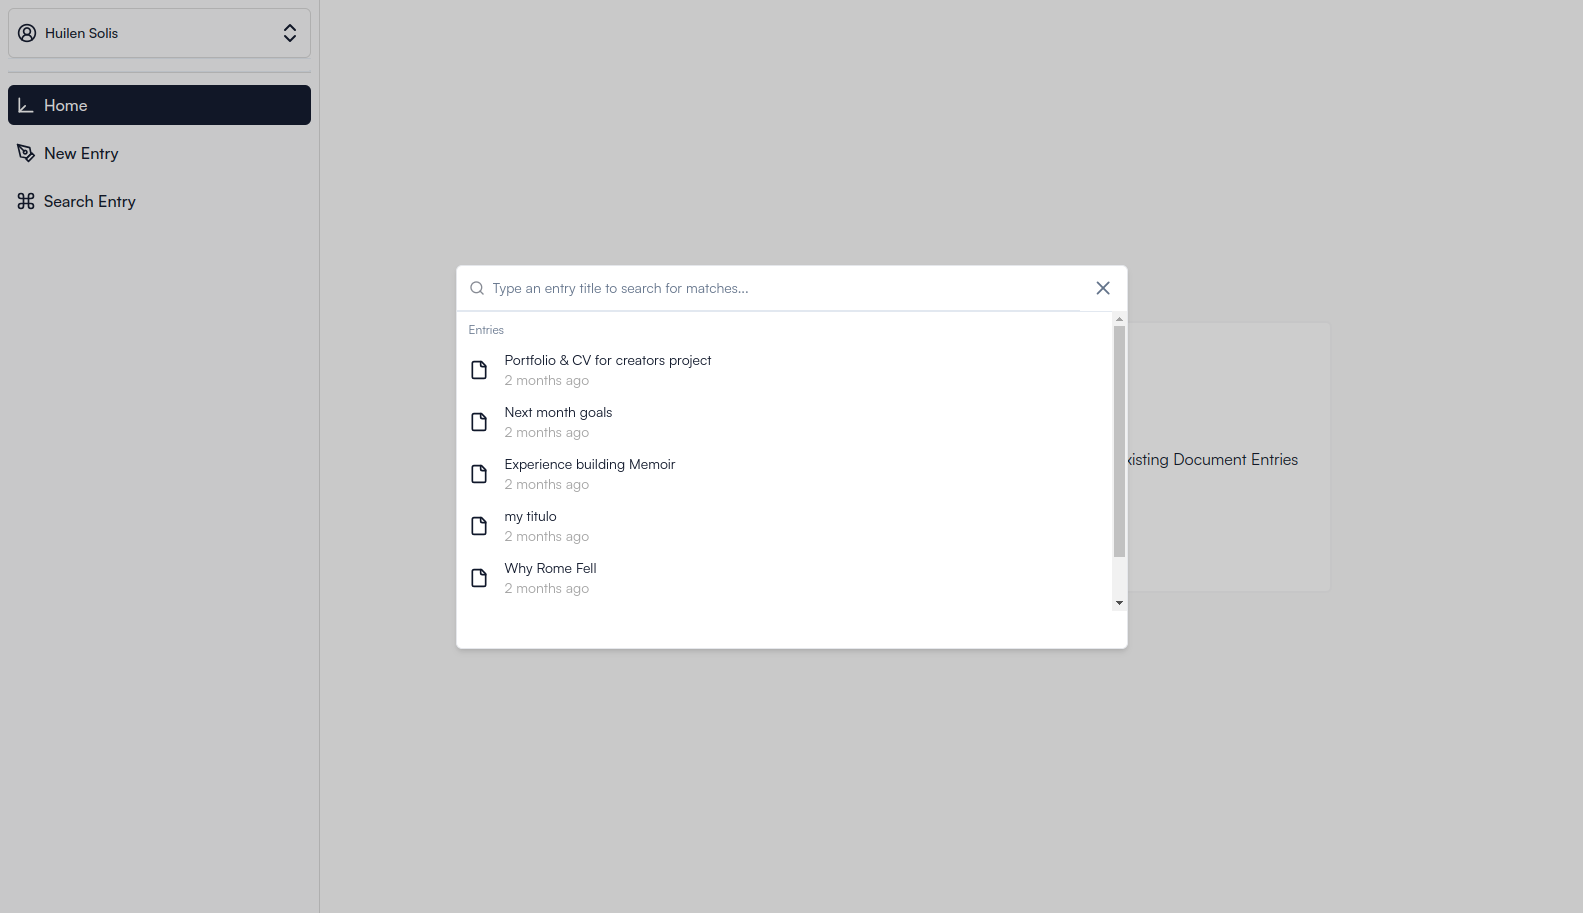 Huilen Solis
Home
New Entry
Search Entry
Type an entry title to search for matches...
Entries
Portfolio & CV for creators project
2 months ago
Next month goals
2 months ago
Experience building Memoir
2 months ago
my titulo
2 months ago
Why Rome Fell
2 months ago
Document Entries